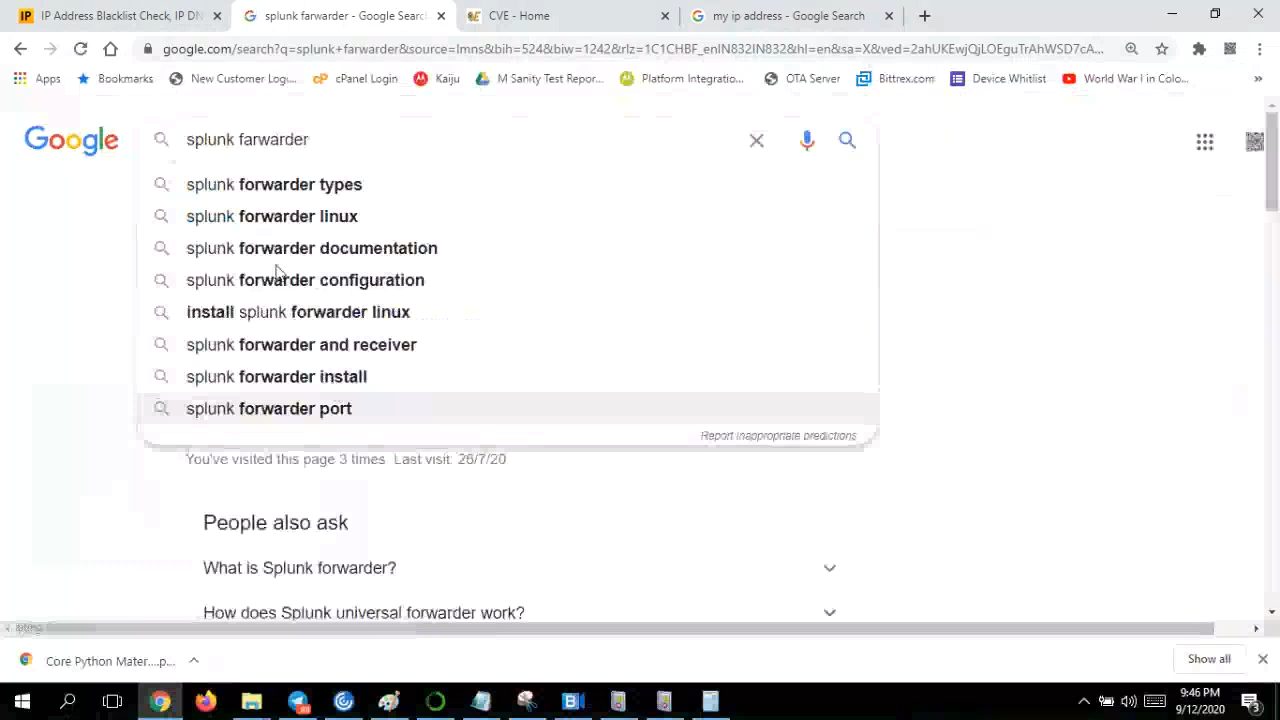 IP Address Blacklist Check, IP DN
splunk farwarder - Google Searc
CVE - Home
my ip address - Google Search
google.com/search?q=splunk+farwarder&source=lmns&bih=524&biw=1242&rlz=1C1CHBF_enIN832IN832&hl=en&sa=X&ved=2ahUKEwjQjLOEguTrAhWSD7cA...
Apps
Bookmarks
New Customer Logi...
cPanel Login
Kaiju
M Sanity Test Repor...
Platform Integratio...
OTA Server
Bittrex.com
Device Whitlist
World War I in Colo...
Google
splunk farwarder
splunk forwarder types
splunk forwarder linux
splunk forwarder documentation
splunk forwarder configuration
install splunk forwarder linux
splunk forwarder and receiver
splunk forwarder install
splunk forwarder port
Report inappropriate predictions
You've visited this page 3 times. Last visit: 26/7/20
People also ask
What is Splunk forwarder?
How does Splunk universal forwarder work?
Core Python Mater....p...
Show all
9:46 PM
9/12/2020
3